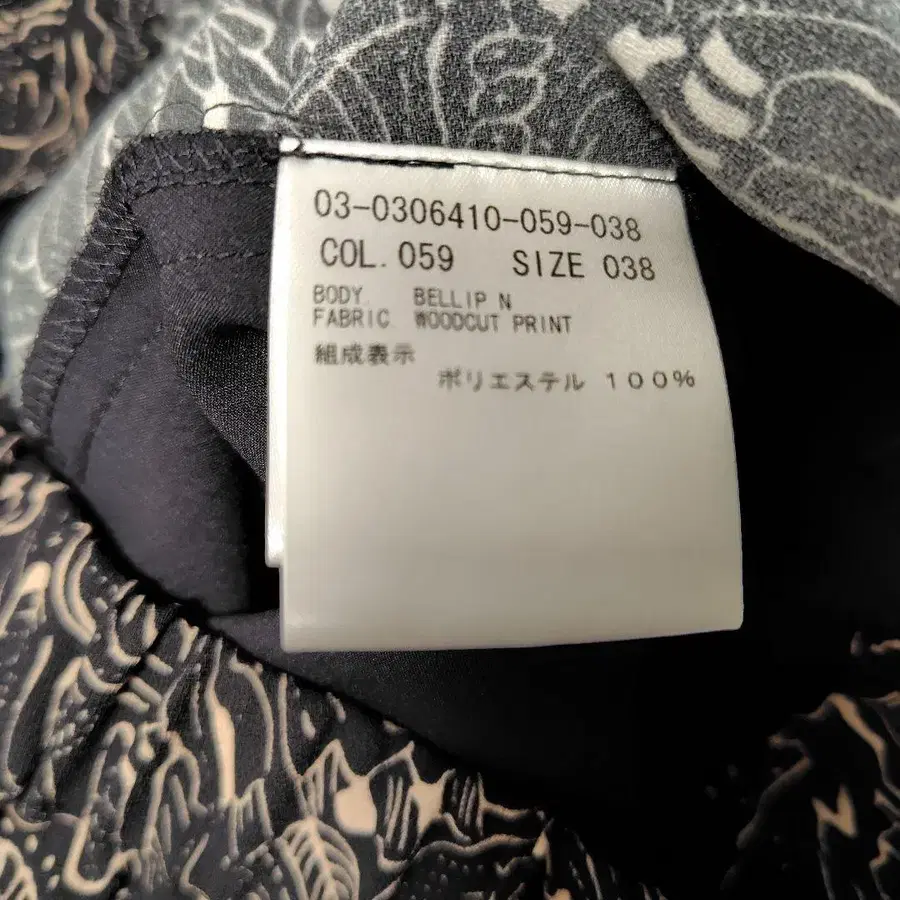 03-0306410-059-038
COL. 059 SIZE 038
BODY BELLIP N
FABRIC WOODCUT PRINT
組成表示
ポリエステル 100%